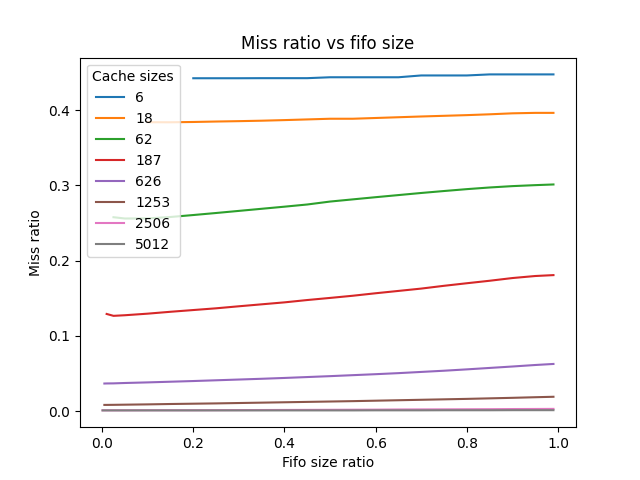 Miss ratio vs fifo size
Cache sizes
6
18
62
187
626
1253
2506
5012
Miss ratio
0.4
0.3
0.2
0.1
0.0
0.0 0.2 0.4 0.6 0.8 1.0
Fifo size ratio